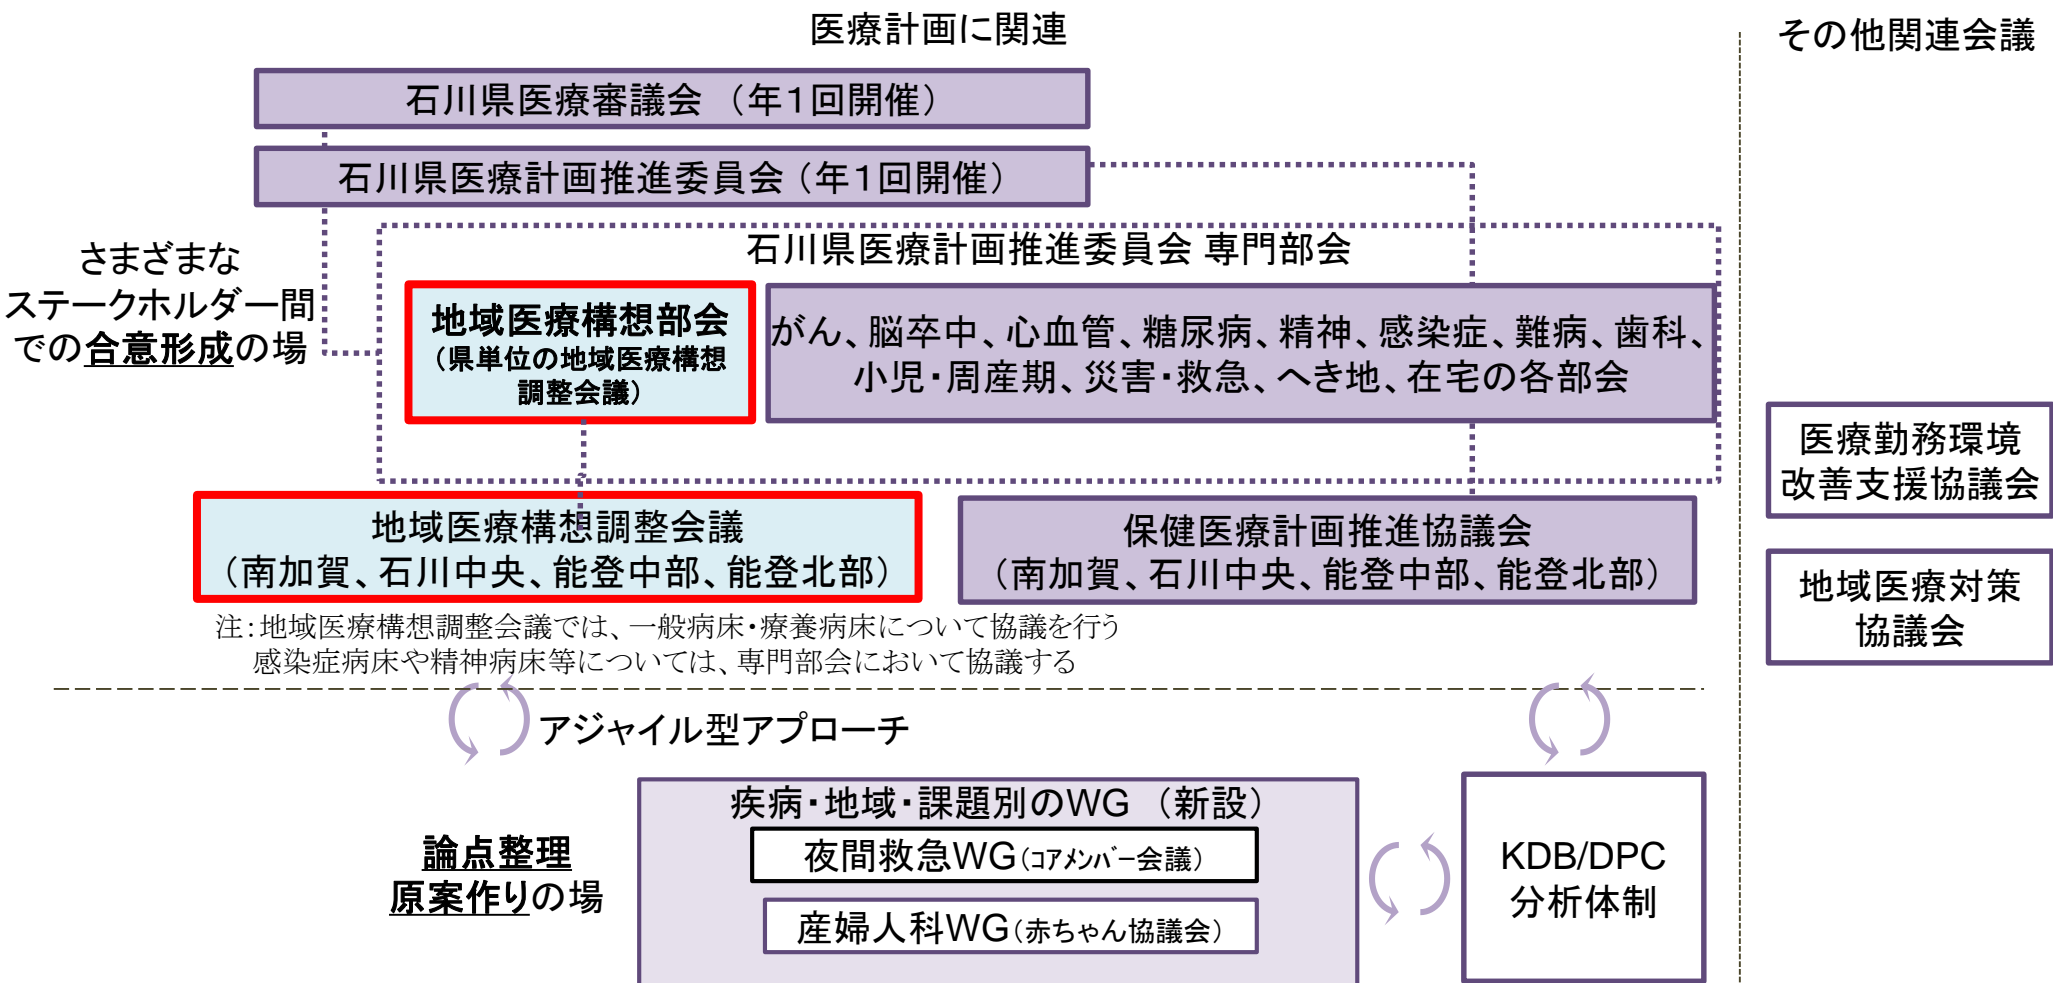 医療計画に関連
その他関連会議
石川県医療審議会 （年１回開催）
石川県医療計画推進委員会（年１回開催）
さまざまな
ステークホルダー間
での合意形成の場
石川県医療計画推進委員会 専門部会
地域医療構想部会
（県単位の地域医療構想
調整会議）
がん、脳卒中、心血管、糖尿病、精神、感染症、難病、歯科、
小児・周産期、災害・救急、へき地、在宅の各部会
医療勤務環境
改善支援協議会
地域医療構想調整会議
（南加賀、石川中央、能登中部、能登北部）
保健医療計画推進協議会
（南加賀、石川中央、能登中部、能登北部）
地域医療対策
協議会
注：地域医療構想調整会議では、一般病床・療養病床について協議を行う
感染症病床や精神病床等については、専門部会において協議する
アジャイル型アプローチ
論点整理
原案作りの場
疾病・地域・課題別のWG （新設）
夜間救急WG（ｺｱﾒﾝﾊﾞｰ会議）
産婦人科WG（赤ちゃん協議会）
KDB/DPC
分析体制